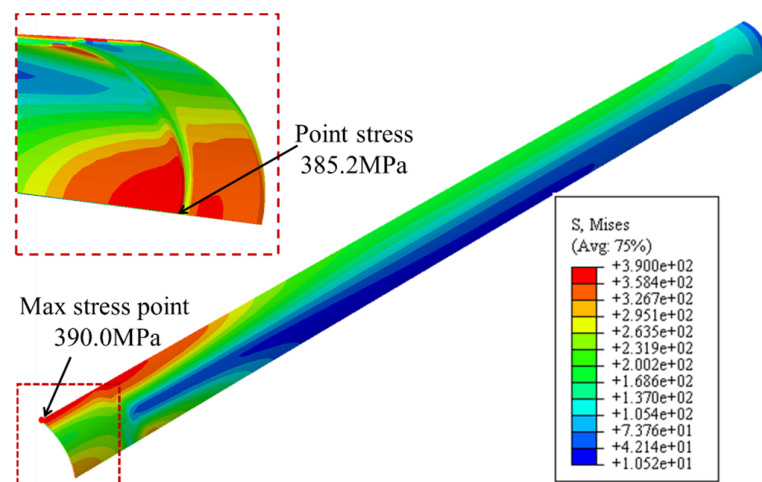 Point stress
385.2MPa
Max stress point
390.0MPa
S, Mises
(Avg: 75%)
+3.900e+02
+3.584e+02
+3.267e+02
+2.951e+02
+2.635e+02
+2.319e+02
+2.002e+02
+1.686e+02
+1.370e+02
+1.054e+02
+7.376e+01
+4.214e+01
+1.052e+01